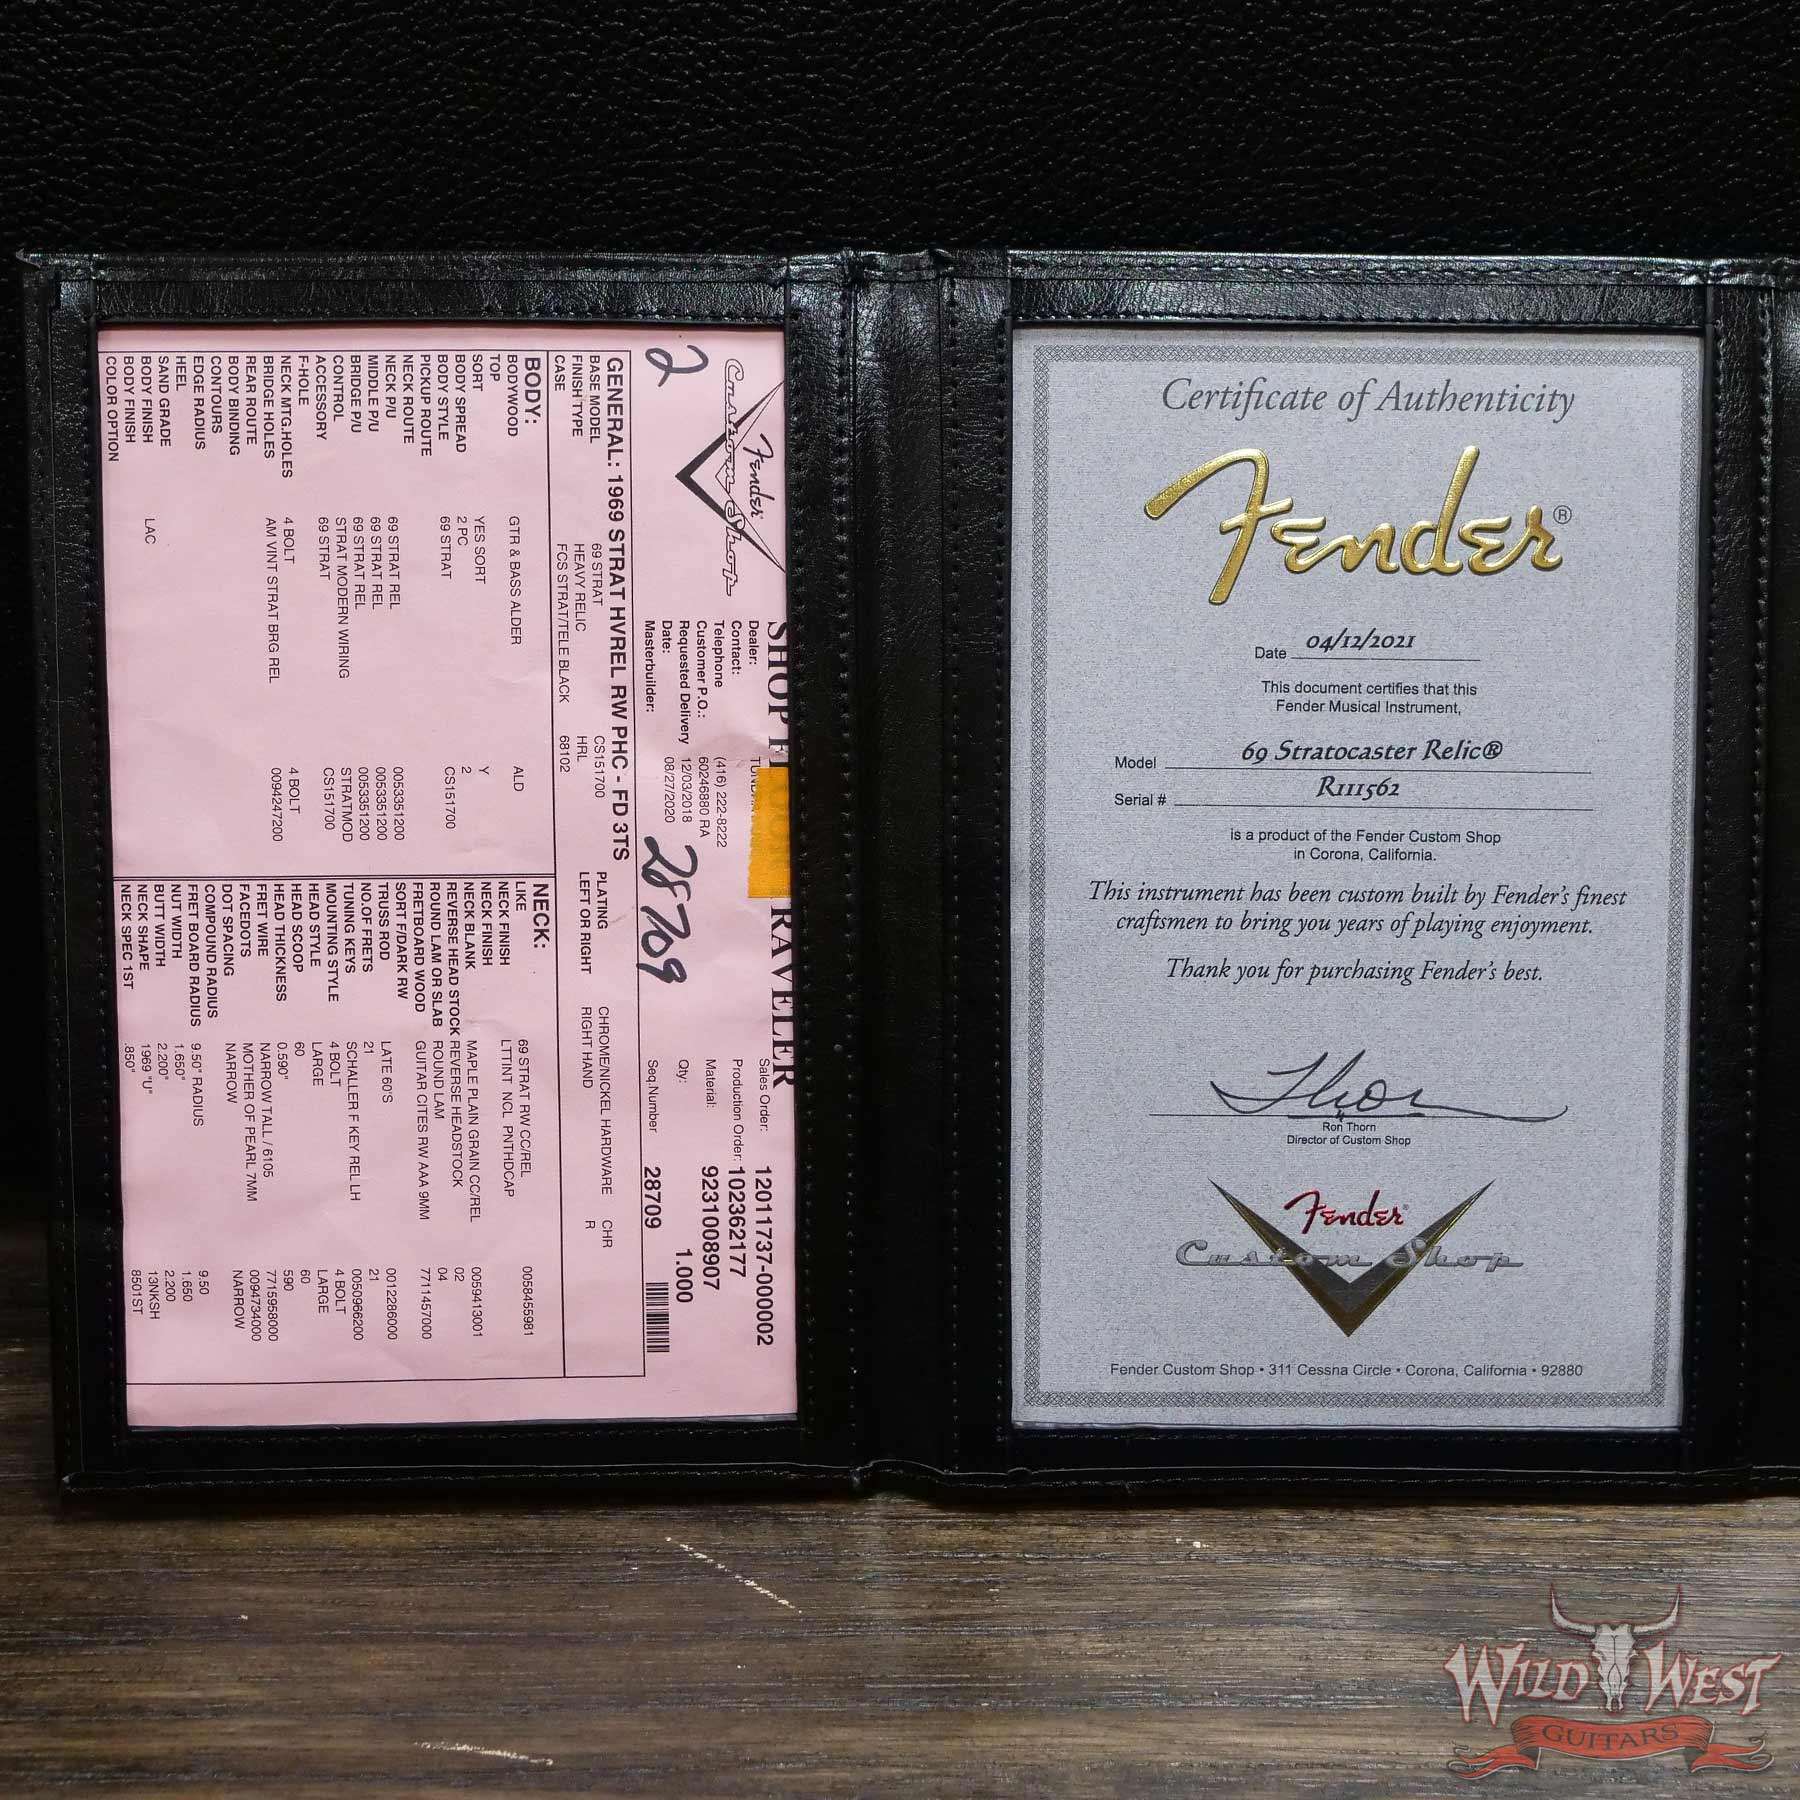 SHOP RAVELER
Fender
Custom Shop
2
Dealer:
Contact:
Telephone (416) 222-8222
Customer P.O.: 60246880 RA
Requested Delivery 12/03/2018
Date: 08/27/2020
Masterbuilder:
28709
Sales Order: 12011737-000002
Production Order: 102362177
Material: 9231008907
Qty: 1.000
Seq.Number 28709
GENERAL: 1969 STRAT HVREL RW PHC - FD 3TS
BASE MODEL 69 STRAT CS151700 PLATING CHROME/NICKEL HARDWARE CHR
FINISH TYPE HEAVY RELIC HRL LEFT OR RIGHT RIGHT HAND R
CASE FCS STRAT/TELE BLACK 68102
BODY:
BODYWOOD GTR & BASS ALDER ALD
TOP
SORT YES SORT Y
BODY SPREAD 2 PC 2
BODY STYLE 69 STRAT CS151700
PICKUP ROUTE
NECK ROUTE
NECK P/U 69 STRAT REL 0053351200
MIDDLE P/U 69 STRAT REL 0053351200
BRIDGE P/U 69 STRAT REL 0053351200
CONTROL STRAT MODERN WIRING STRATMOD
ACCESSORY 69 STRAT CS151700
F-HOLE
NECK MTG.HOLES 4 BOLT 4 BOLT
BRIDGE HOLES AM VINT STRAT BRG REL 0094247200
REAR ROUTE
BODY BINDING
CONTOURS
EDGE RADIUS
HEEL
SAND GRADE
BODY FINISH LAC
BODY FINISH
COLOR OPTION
NECK:
LIKE 69 STRAT RW CC/REL 0058455981
NECK FINISH LTTINT NCL PNTHDCAP
NECK FINISH
NECK BLANK MAPLE PLAIN GRAIN CC/REL 0059413001
REVERSE HEAD STOCK REVERSE HEADSTOCK 02
ROUND LAM OR SLAB ROUND LAM 04
FRETBOARD WOOD GUITAR CITES RW AAA 9MM 7711457000
SORT F/DARK RW
TRUSS ROD LATE 60'S 0012286000
NO.OF FRETS 21 21
TUNING KEYS SCHALLER F KEY REL LH 0050966200
MOUNTING STYLE 4 BOLT 4 BOLT
HEAD STYLE LARGE LARGE
HEAD SCOOP 60 60
HEAD THICKNESS 0.590" 590
FRET WIRE NARROW TALL / 6105 7715958000
FACEDOTS MOTHER OF PEARL 7MM 0094734000
DOT SPACING NARROW NARROW
COMPOUND RADIUS
FRET BOARD RADIUS 9.50" RADIUS 9.50
NUT WIDTH 1.650" 1.650
BUTT WIDTH 2.200" 2.200
NECK SHAPE 1969 "U" 13NKSH
NECK SPEC 1ST .850" 8501ST
Certificate of Authenticity
Fender®
Date 04/12/2021
This document certifies that this
Fender Musical Instrument,
Model 69 Stratocaster Relic®
Serial # R111562
is a product of the Fender Custom Shop
in Corona, California.
This instrument has been custom built by Fender's finest
craftsmen to bring you years of playing enjoyment.
Thank you for purchasing Fender's best.
Thorn
Ron Thorn
Director of Custom Shop
Fender®
Custom Shop
Fender Custom Shop • 311 Cessna Circle • Corona, California • 92880
WILD WEST
GUITARS